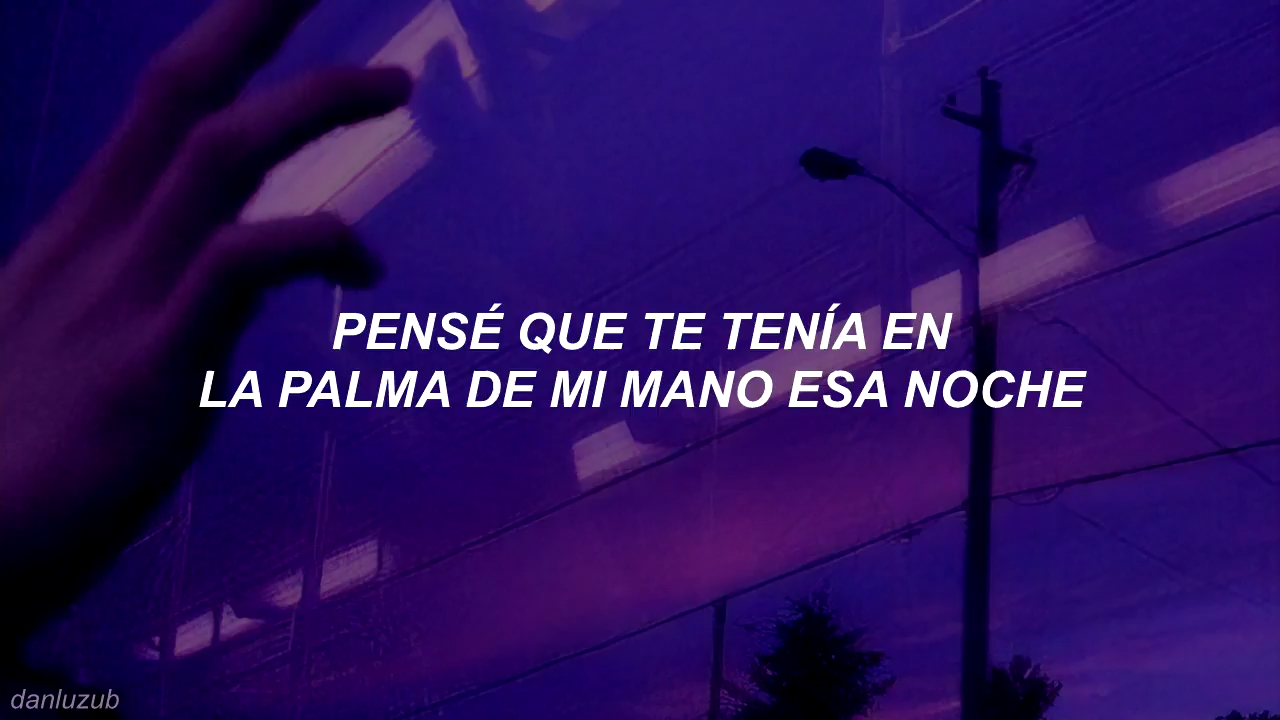 PENSÉ QUE TE TENÍA EN
LA PALMA DE MI MANO ESA NOCHE
danluzub